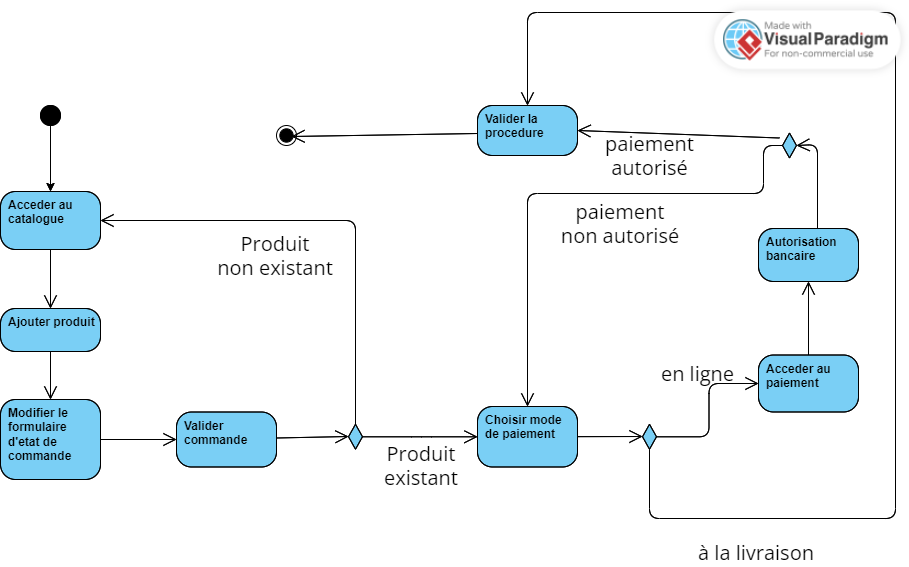 Made with
Visual Paradigm
For non-commercial use
Valider la
procedure
paiement
autorisé
Acceder au
catalogue
paiement
non autorisé
Produit
non existant
Autorisation
bancaire
Ajouter produit
en ligne
Acceder au
paiement
Modifier le
formulaire
d'etat de
commande
Valider
commande
Produit
existant
Choisir mode
de paiement
à la livraison